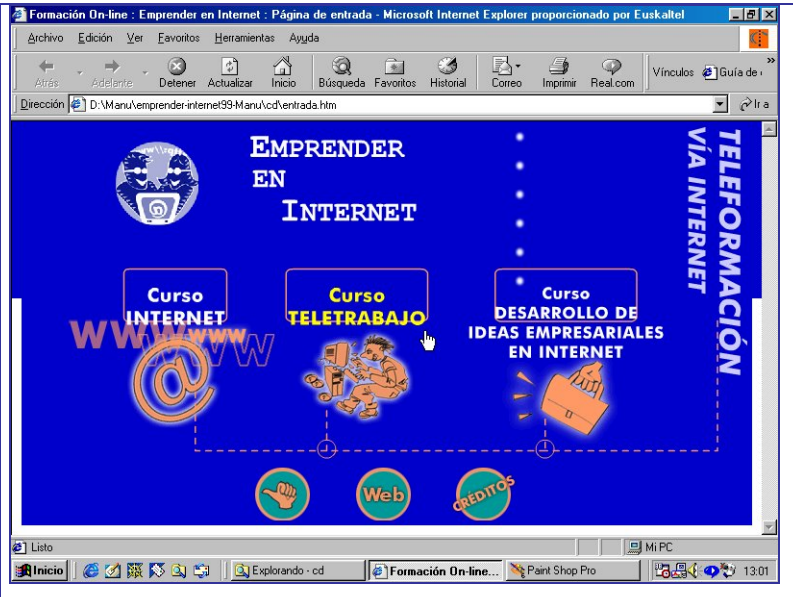 Formación On-line : Emprender en Internet : Página de entrada - Microsoft Internet Explorer proporcionado por Euskaltel
Archivo Edición Ver Favoritos Herramientas Ayuda
Atrás Adelante Detener Actualizar Inicio Búsqueda Favoritos Historial Correo Imprimir Real.com Vínculos Guía de
Dirección D:\Manu\emprender-internet99-Manu\cd\entrada.htm Ir a
EMPRENDER
EN
INTERNET
TELEFORMACIÓN
VÍA INTERNET
Curso
INTERNET
WWW
www
WWW
@
Curso
TELETRABAJO
Curso
DESARROLLO DE
IDEAS EMPRESARIALES
EN INTERNET
Web
CRÉDITOS
Listo Mi PC
Inicio Explorando - cd Formación On-line... Paint Shop Pro 13:01